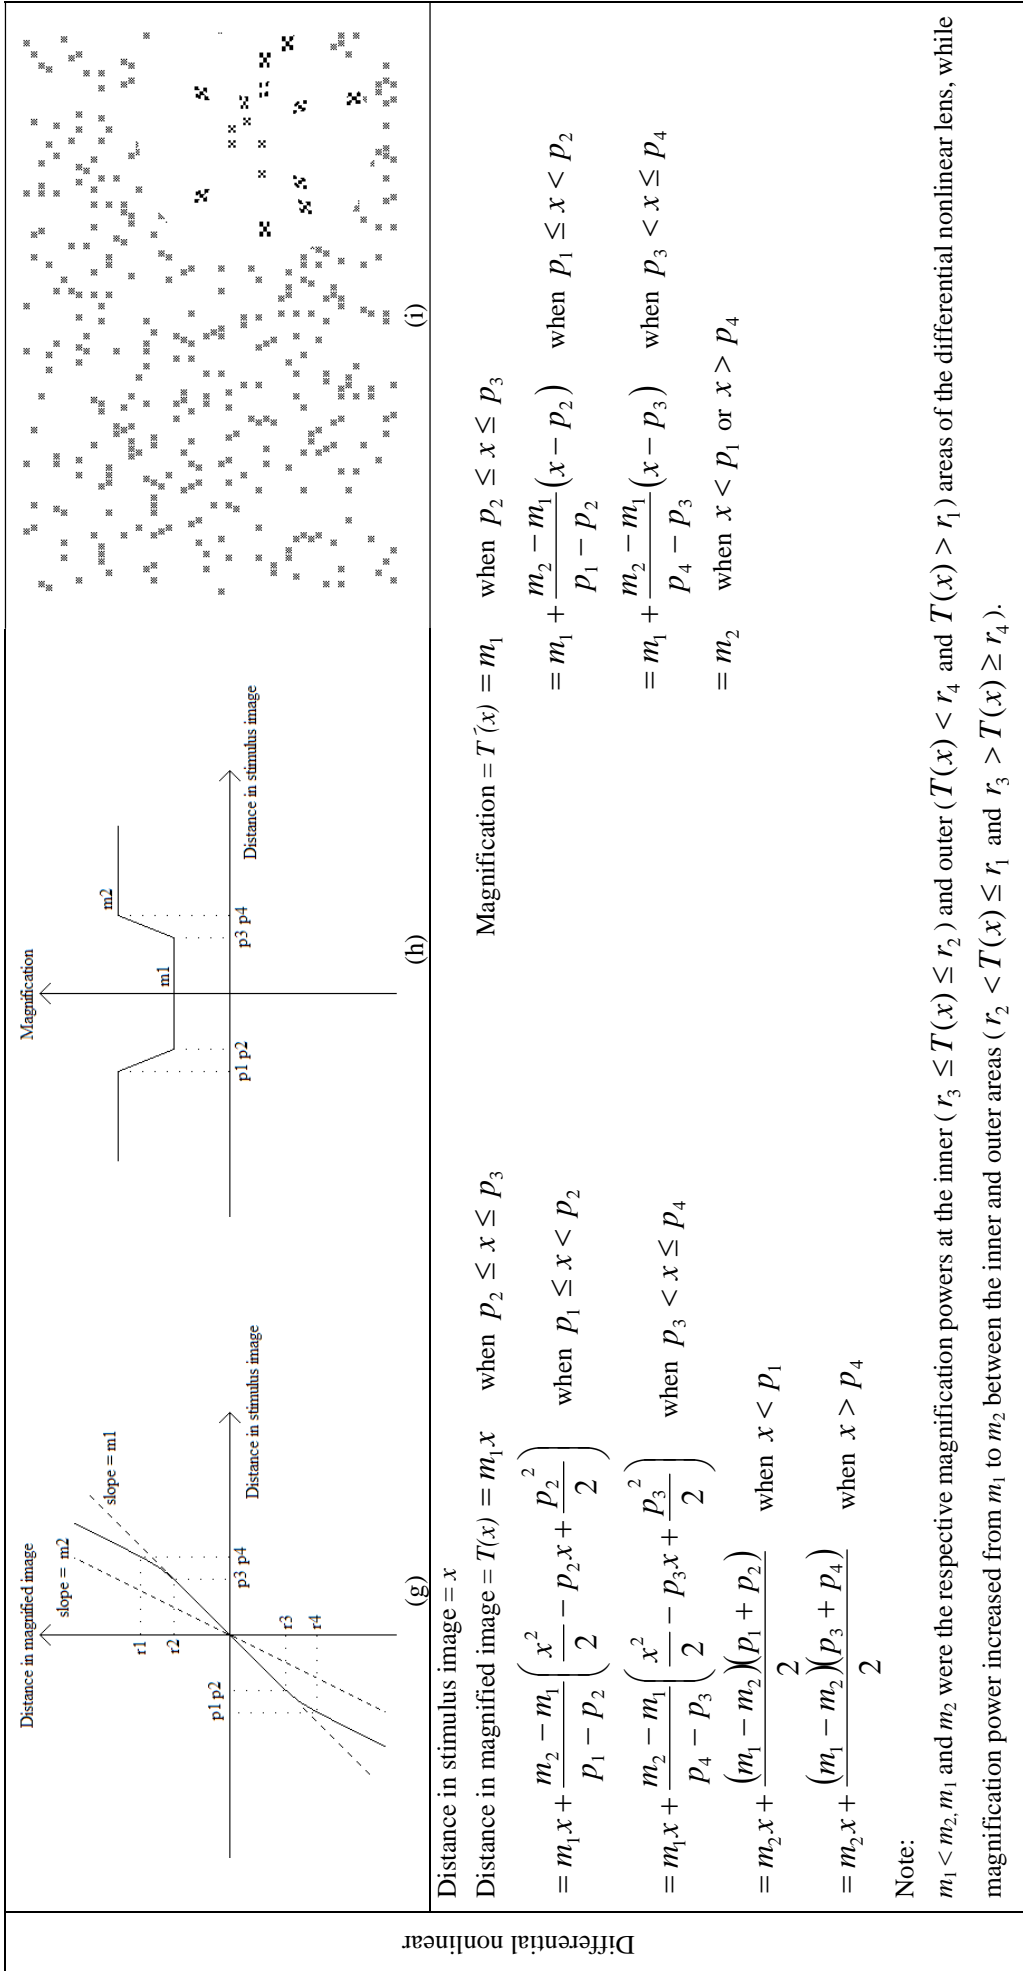 Differential nonlinear
Distance in magnified image
slope = m2
slope = m1
r1
r2
p3 p4
Distance in stimulus image
p1 p2
r3
r4
(g)
Magnification
m2
m1
p1 p2
p3 p4
Distance in stimulus image
(h)
(i)
Distance in stimulus image = x
Distance in magnified image = T(x) = m₁x when p₂ ≤ x ≤ p₃
= m₁x + (m₂ − m₁)/(p₁ − p₂) (x²/2 − p₂x + p₂²/2) when p₁ ≤ x < p₂
= m₁x + (m₂ − m₁)/(p₄ − p₃) (x²/2 − p₃x + p₃²/2) when p₃ < x ≤ p₄
= m₂x + (m₁ − m₂)(p₁ + p₂)/2 when x < p₁
= m₂x + (m₁ − m₂)(p₃ + p₄)/2 when x > p₄
Magnification = T′(x) = m₁ when p₂ ≤ x ≤ p₃
= m₁ + (m₂ − m₁)/(p₁ − p₂) (x − p₂) when p₁ ≤ x < p₂
= m₁ + (m₂ − m₁)/(p₄ − p₃) (x − p₃) when p₃ < x ≤ p₄
= m₂ when x < p₁ or x > p₄
Note:
m₁ < m₂, m₁ and m₂ were the respective magnification powers at the inner (r₃ ≤ T(x) ≤ r₂) and outer (T(x) < r₄ and T(x) > r₁) areas of the differential nonlinear lens, while
magnification power increased from m₁ to m₂ between the inner and outer areas (r₂ < T(x) ≤ r₁ and r₃ > T(x) ≥ r₄).